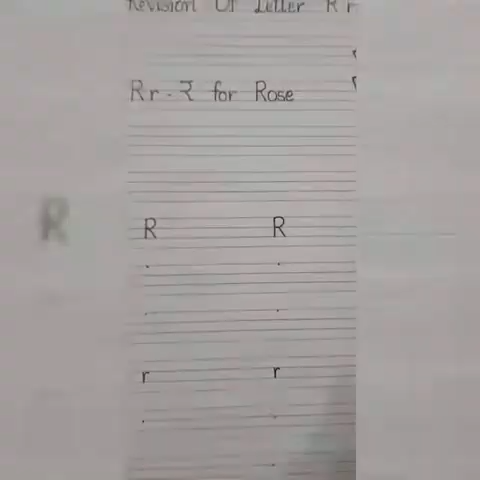 Revision Of Letter R r
Rr - र for Rose
R R
r r